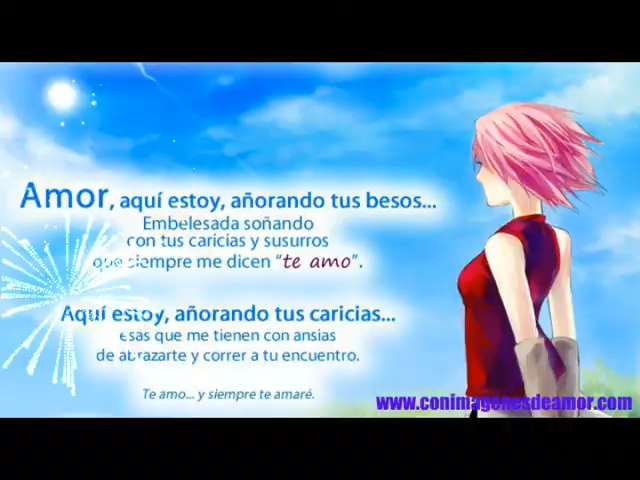 Amor, aquí estoy, añorando tus besos...
Embelesada soñando
con tus caricias y susurros
que siempre me dicen “te amo”.
Aquí estoy, añorando tus caricias...
esas que me tienen con ansias
de abrazarte y correr a tu encuentro.
Te amo... y siempre te amaré.
www.conimagenesdeamor.com